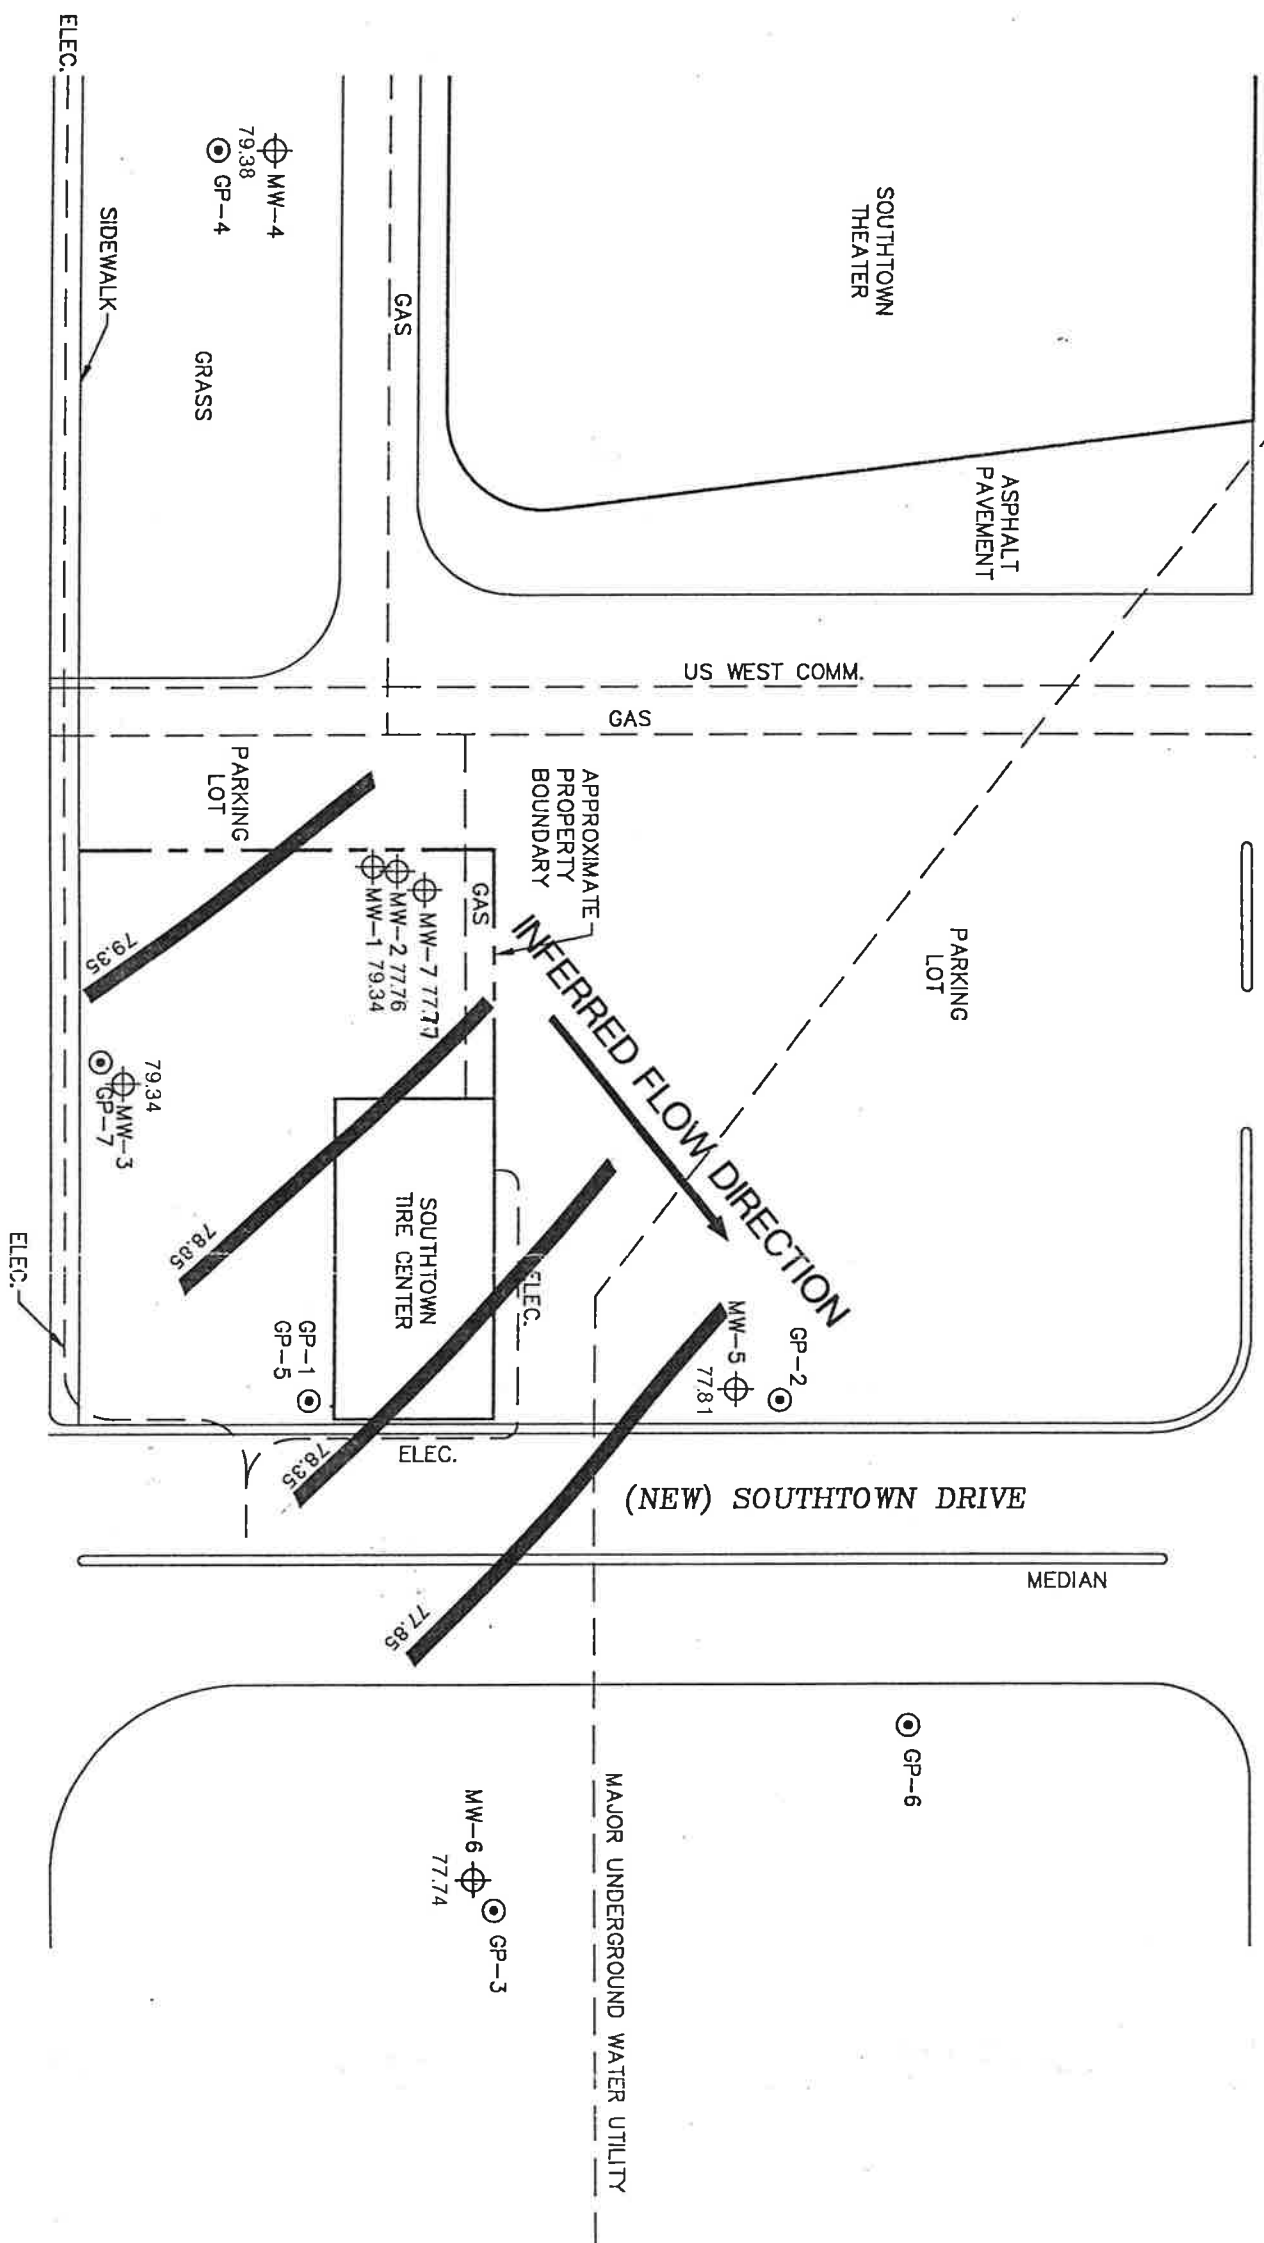 ELEC.
MW-4
79.38
GP-4
SIDEWALK
GRASS
GAS
SOUTHTOWN
THEATER
ASPHALT
PAVEMENT
US WEST COMM.
GAS
PARKING
LOT
APPROXIMATE
PROPERTY
BOUNDARY
GAS
MW-7 77.77
MW-2 77.76
MW-1 79.34
79.35
79.34
MW-3
GP-7
PARKING
LOT
INFERRED FLOW DIRECTION
78.85
SOUTHTOWN
TIRE CENTER
ELEC.
ELEC.
GP-1
GP-5
GP-2
MW-5
77.81
ELEC.
78.35
(NEW) SOUTHTOWN DRIVE
MEDIAN
77.85
GP-6
MW-6
77.74
GP-3
MAJOR UNDERGROUND WATER UTILITY